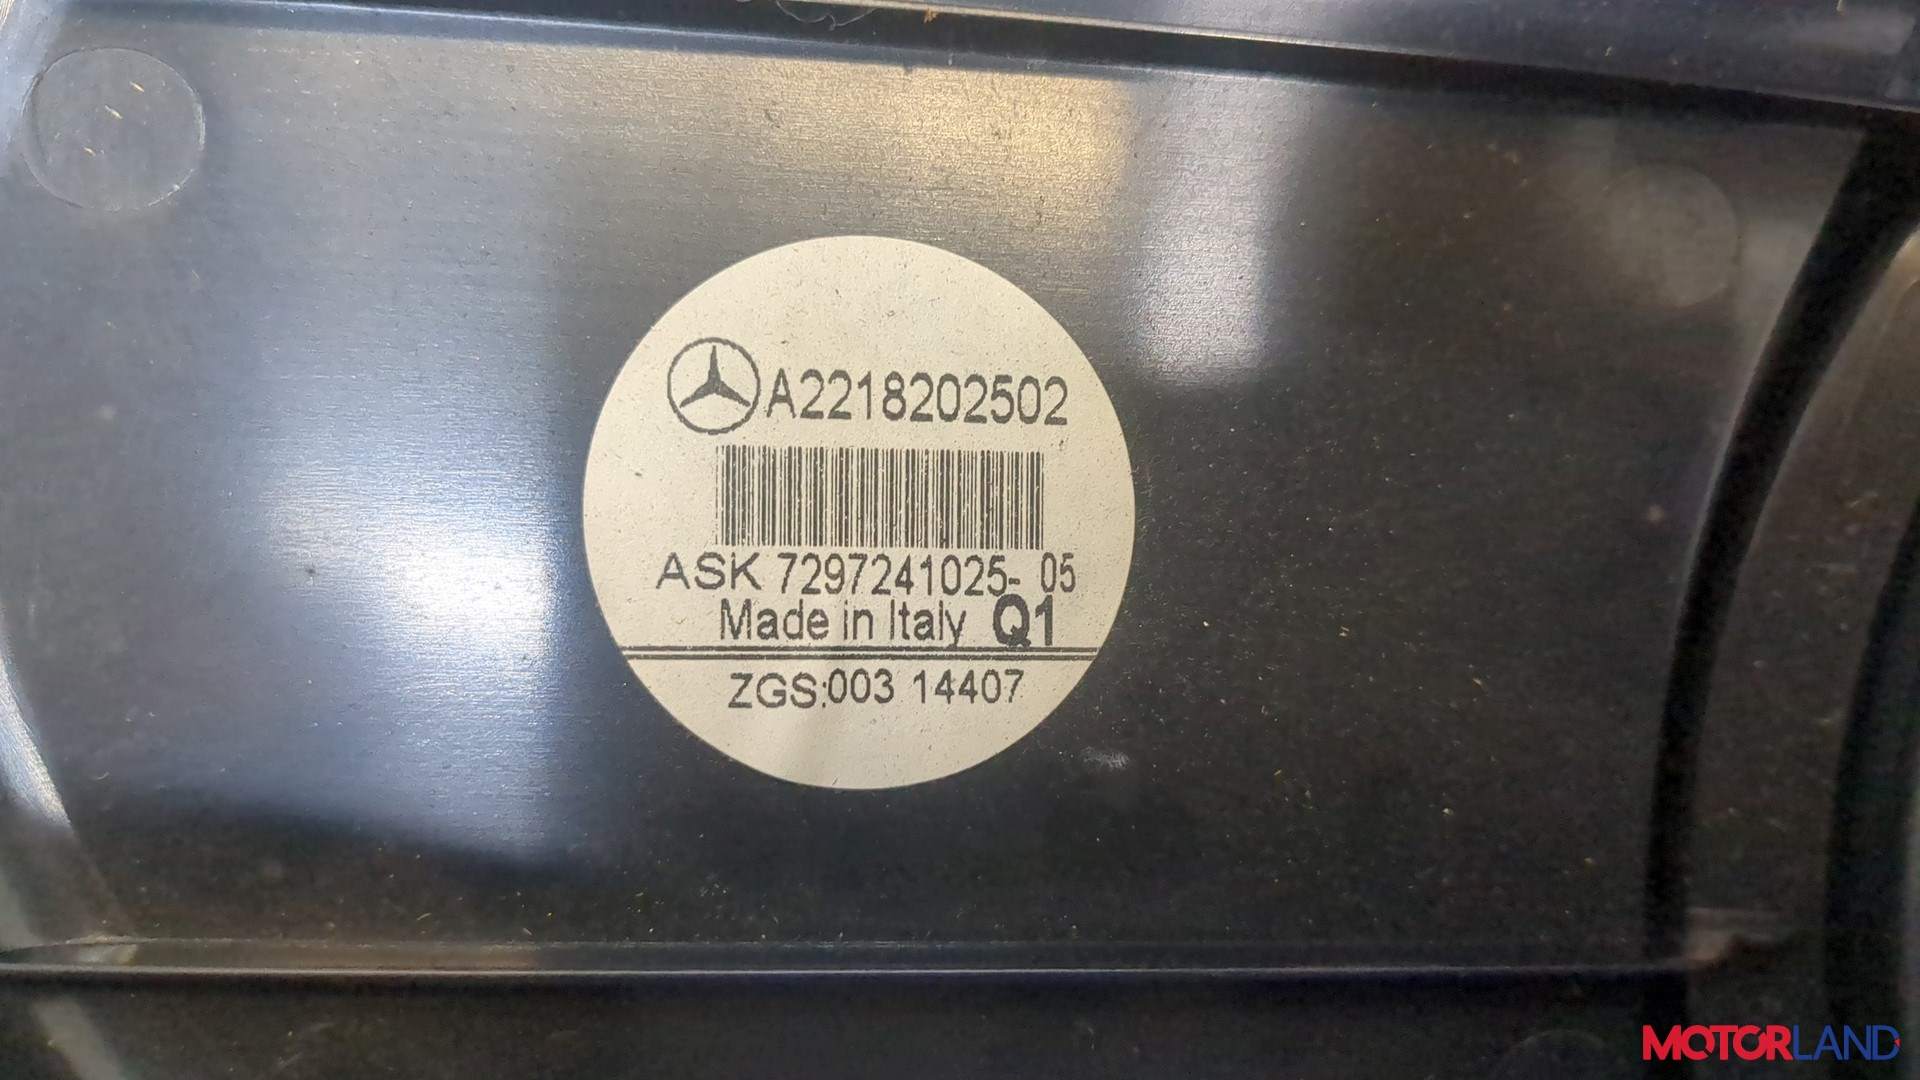 A2218202502
ASK 7297241025- 05
Made in Italy Q1
ZGS:003 14407
MOTORLAND